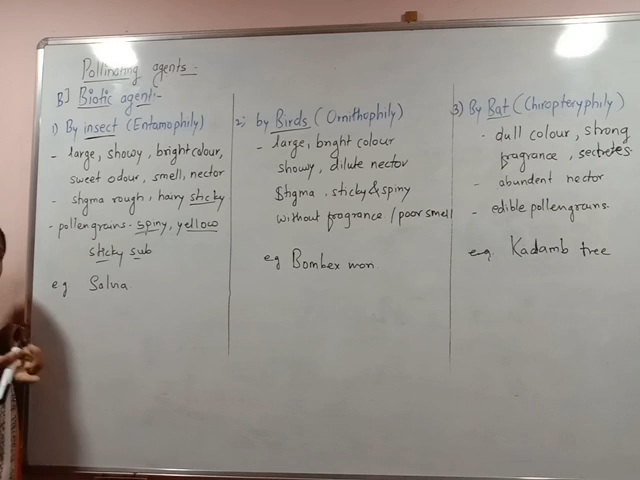 Pollinating agents:-
B] Biotic agent:-
1) By insect (Entamophily)
- large, showy, bright colour,
sweet odour, smell, nector
- stigma rough, hairy sticky
- pollengrains. spiny, yellow
sticky sub
eg Salvia.
2; by Birds (Ornithophily)
- large, bright colour
showy, dilute nector
Stigma, sticky & spiny
without fragrance / poor smell
eg Bombex mon.
3) By Bat (Chiropteryphily)
- dull colour, strong
fragrance, secretes.
- abundent nector
- edible pollengrains.
eg. Kadamb tree